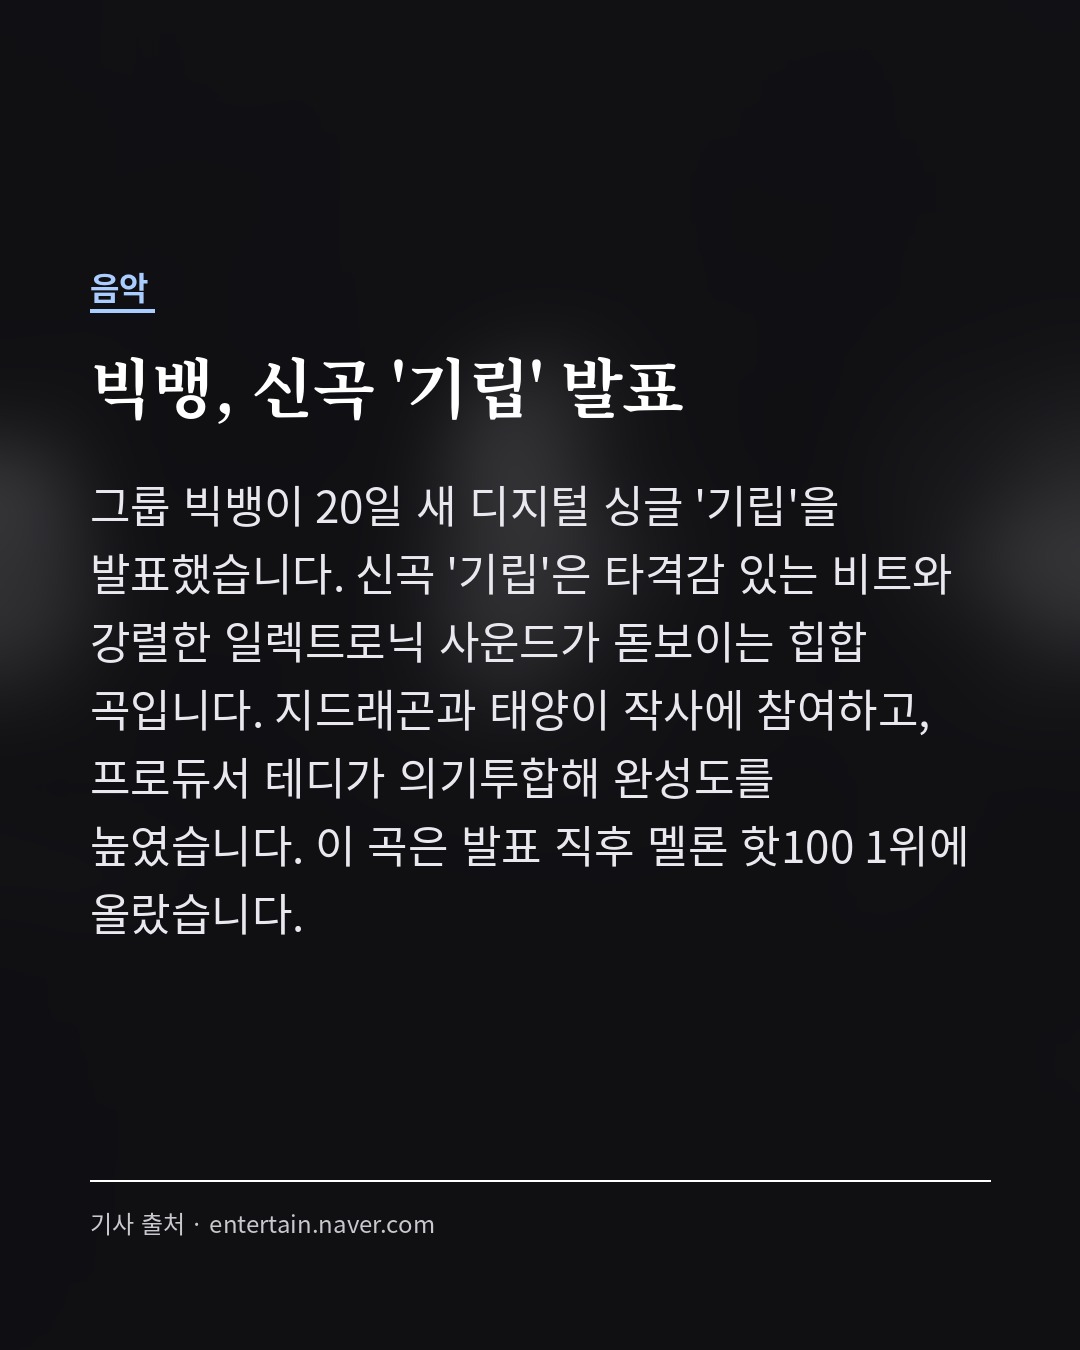 음악
빅뱅, 신곡 '기립' 발표
그룹 빅뱅이 20일 새 디지털 싱글 '기립'을
발표했습니다. 신곡 '기립'은 타격감 있는 비트와
강렬한 일렉트로닉 사운드가 돋보이는 힙합
곡입니다. 지드래곤과 태양이 작사에 참여하고,
프로듀서 테디가 의기투합해 완성도를
높였습니다. 이 곡은 발표 직후 멜론 핫100 1위에
올랐습니다.
기사 출처 · entertain.naver.com